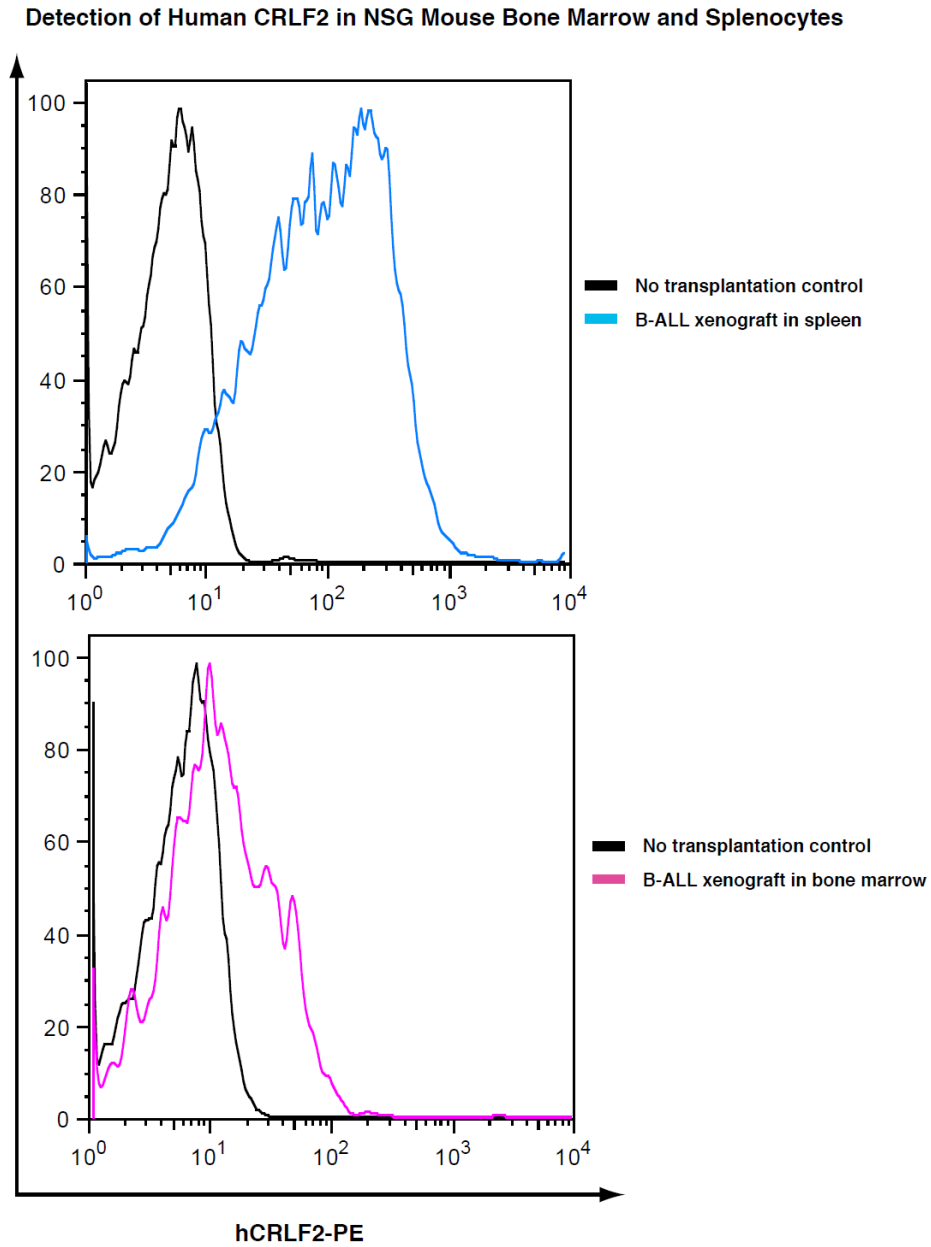 Detection of Human CRLF2 in NSG Mouse Bone Marrow and Splenocytes
100
80
60
40
20
0
10⁰ 10¹ 10² 10³ 10⁴
No transplantation control
B-ALL xenograft in spleen
100
80
60
40
20
0
10⁰ 10¹ 10² 10³ 10⁴
No transplantation control
B-ALL xenograft in bone marrow
hCRLF2-PE